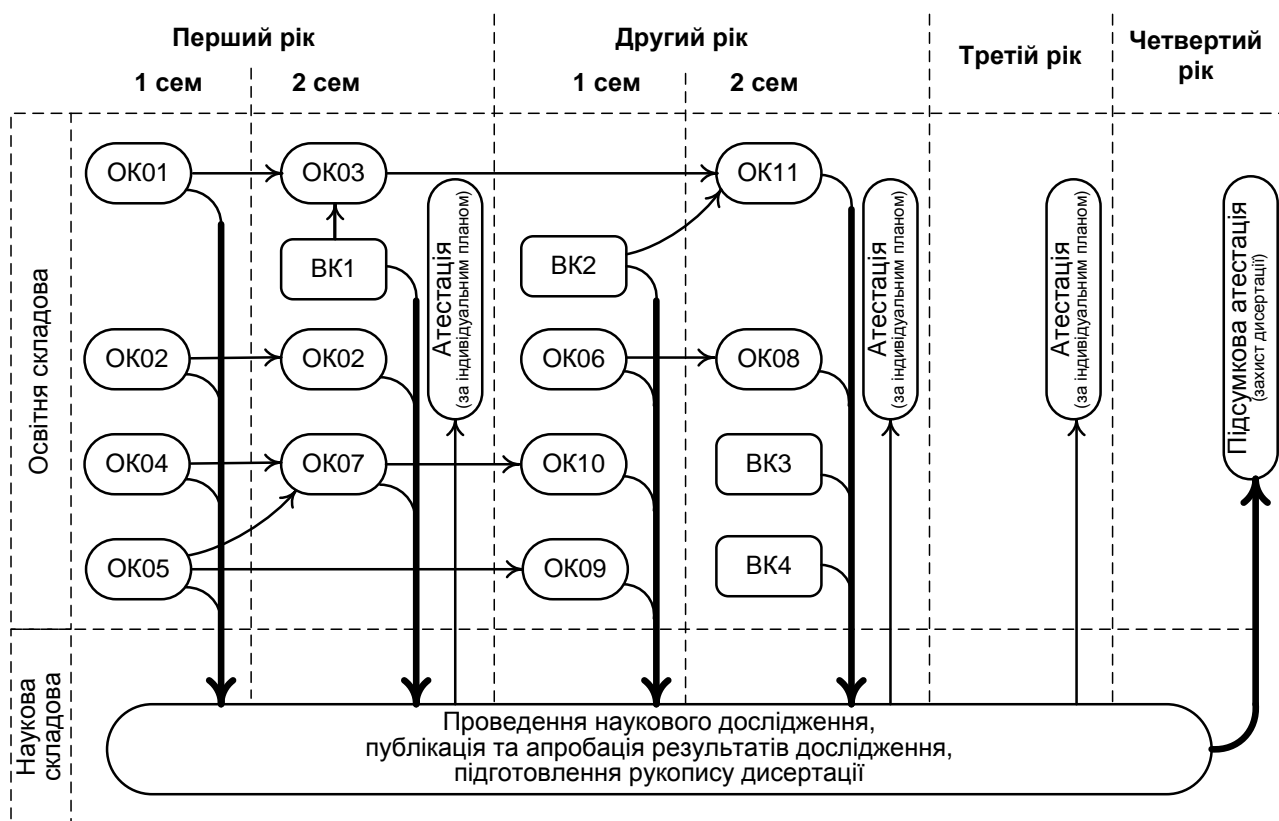 Перший рік
Другий рік
Третій рік
Четвертий
рік
1 сем
2 сем
1 сем
2 сем
Освітня складова
ОК01
ОК03
ОК11
ВК1
ВК2
ОК02
ОК02
ОК06
ОК08
ОК04
ОК07
ОК10
ВК3
ОК05
ОК09
ВК4
Атестація
(за індивідуальним планом)
Атестація
(за індивідуальним планом)
Атестація
(за індивідуальним планом)
Підсумкова атестація
(захист дисертації)
Наукова
складова
Проведення наукового дослідження,
публікація та апробація результатів дослідження,
підготовлення рукопису дисертації